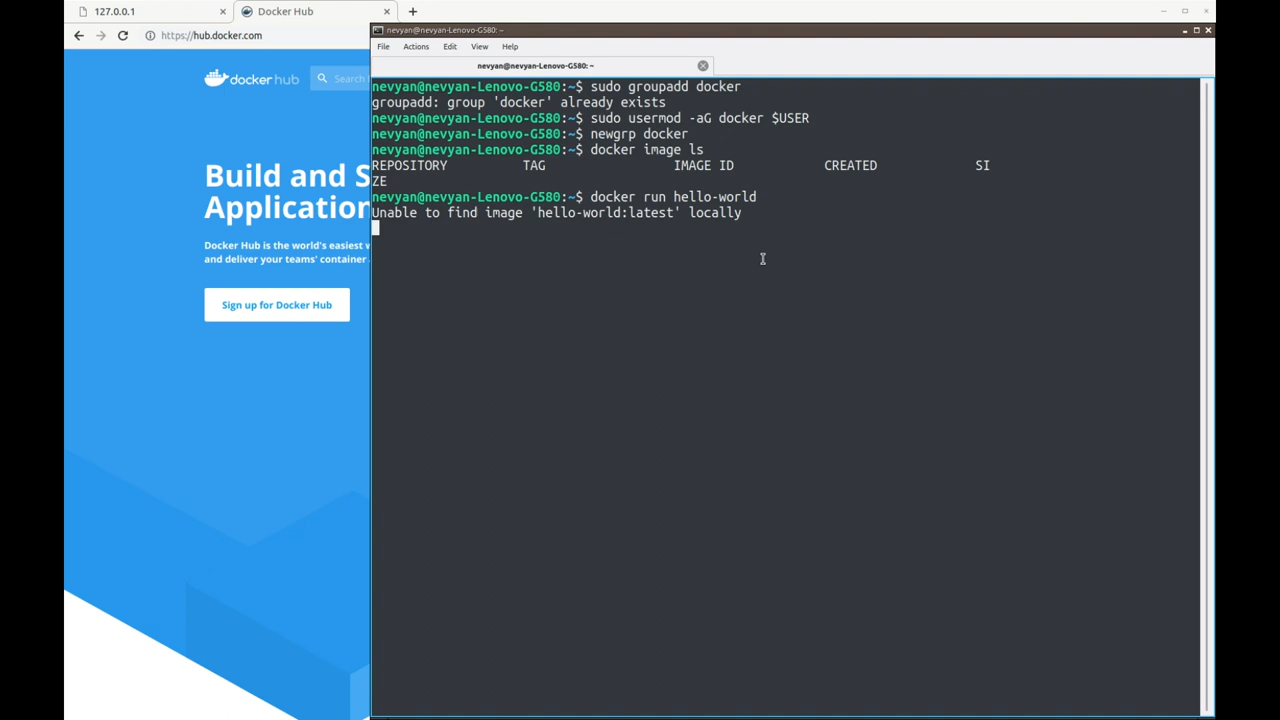 127.0.0.1
Docker Hub
https://hub.docker.com
docker hub
Search
Build and S
Application
Docker Hub is the world's easiest w
and deliver your teams' container
Sign up for Docker Hub
nevyan@nevyan-Lenovo-G580: ~
File Actions Edit View Help
nevyan@nevyan-Lenovo-G580: ~
nevyan@nevyan-Lenovo-G580:~$ sudo groupadd docker
groupadd: group 'docker' already exists
nevyan@nevyan-Lenovo-G580:~$ sudo usermod -aG docker $USER
nevyan@nevyan-Lenovo-G580:~$ newgrp docker
nevyan@nevyan-Lenovo-G580:~$ docker image ls
REPOSITORY TAG IMAGE ID CREATED SI
ZE
nevyan@nevyan-Lenovo-G580:~$ docker run hello-world
Unable to find image 'hello-world:latest' locally